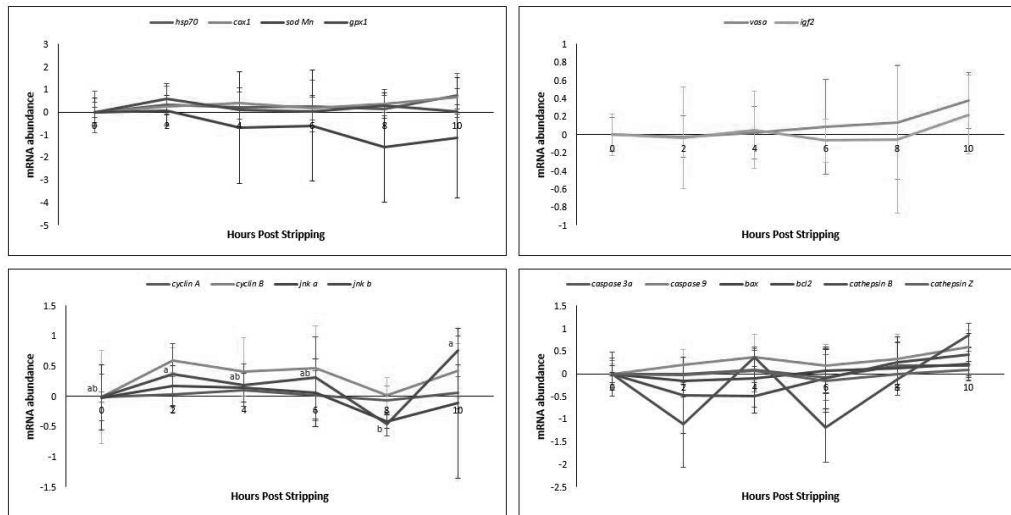 hsp70 cox1 sod Mn gpx1
3
2
1
0
-1
-2
-3
-4
-5
mRNA abundance
0 2 4 6 8 10
Hours Post Stripping
vasa igf2
1
0.8
0.6
0.4
0.2
0
-0.2
-0.4
-0.6
-0.8
-1
mRNA abundance
0 2 4 6 8 10
Hours Post Stripping
cyclin A cyclin B jnk a jnk b
1.5
1
0.5
0
-0.5
-1
-1.5
mRNA abundance
ab a ab ab b a
0 2 4 6 8 10
Hours Post Stripping
caspase 3a caspase 9 bax bcl2 cathepsin B cathepsin Z
1.5
1
0.5
0
-0.5
-1
-1.5
-2
-2.5
mRNA abundance
0 2 4 6 8 10
Hours Post Stripping